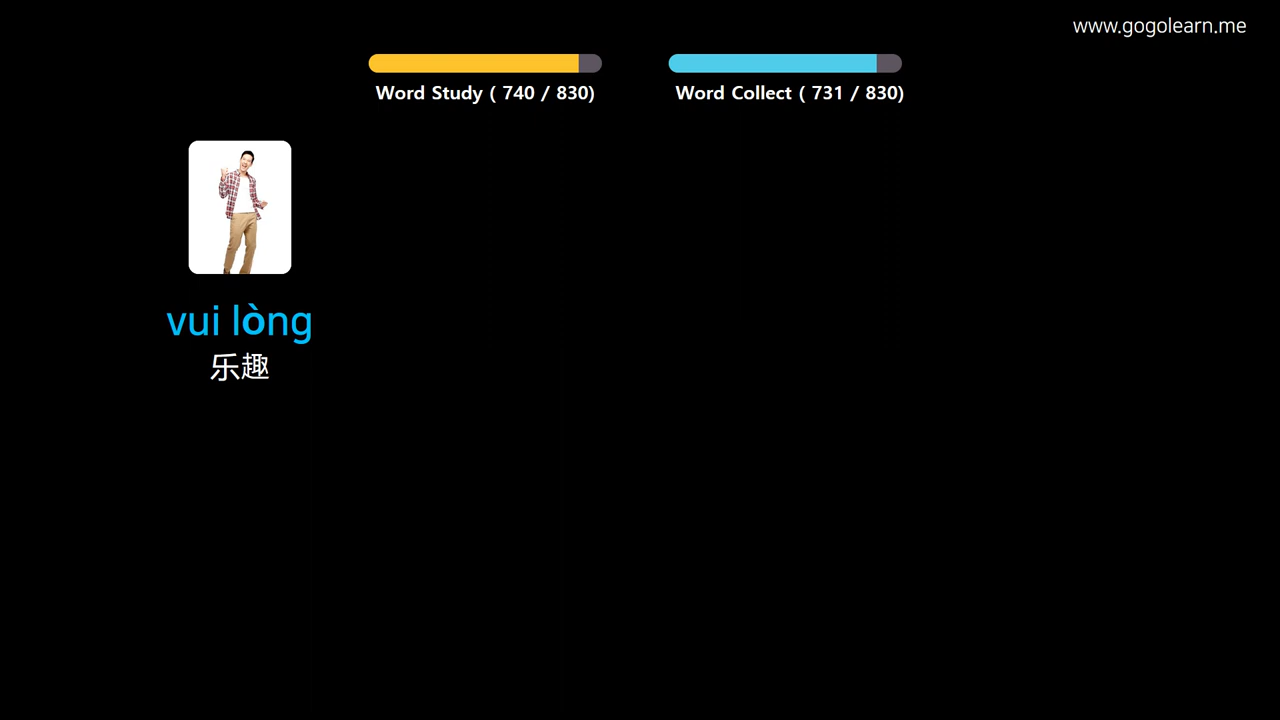 www.gogolearn.me
Word Study ( 740 / 830)
Word Collect ( 731 / 830)
vui lòng
乐趣